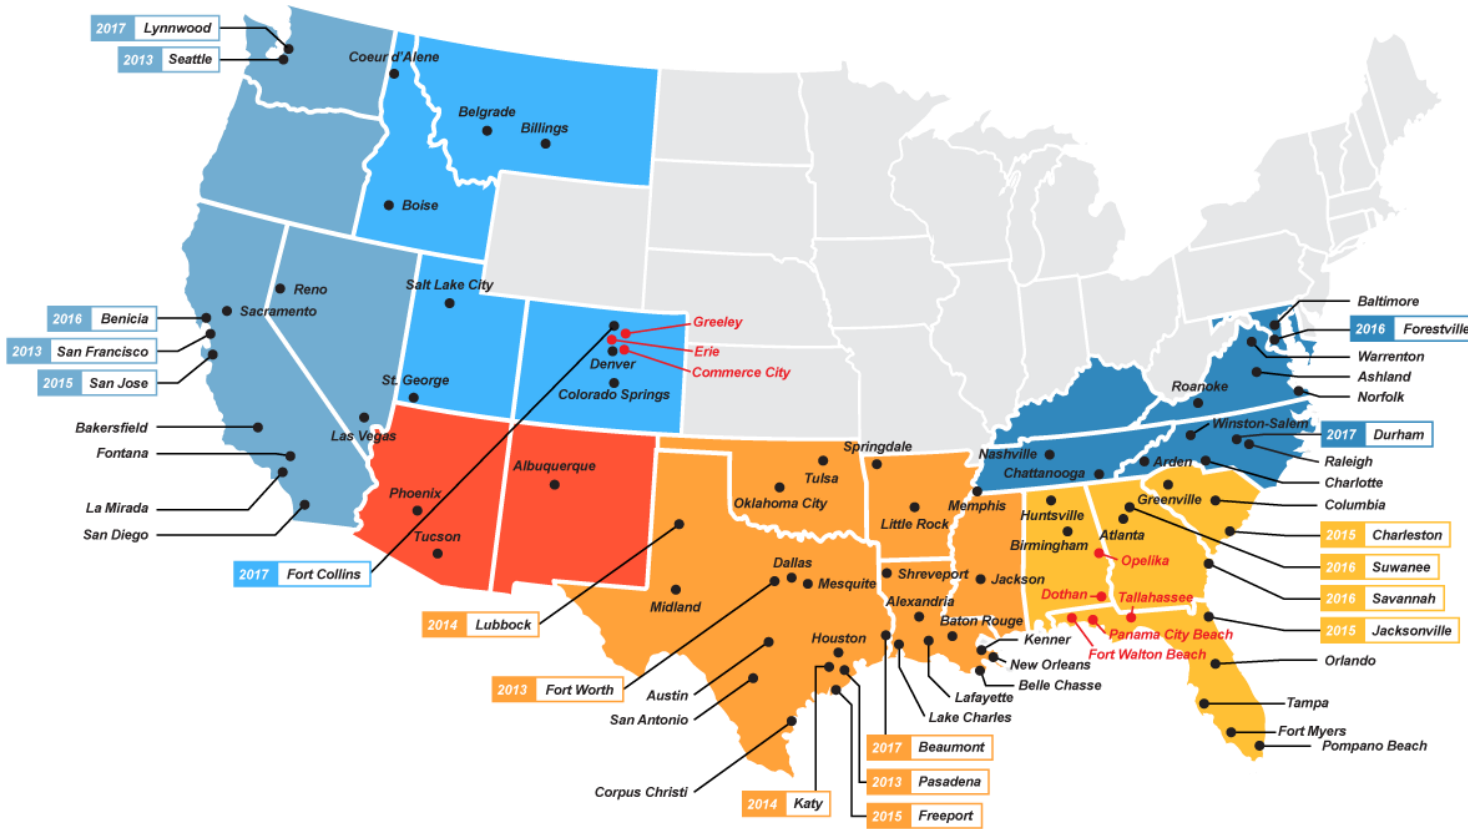 2017 Lynnwood
2013 Seattle
Coeur d'Alene
Belgrade
Billings
Boise
Salt Lake City
Reno
Sacramento
2016 Benicia
2013 San Francisco
2015 San Jose
Greeley
Erie
Denver
Commerce City
Colorado Springs
St. George
Las Vegas
Bakersfield
Fontana
La Mirada
San Diego
Phoenix
Tucson
Albuquerque
2017 Fort Collins
Baltimore
2016 Forestville
Warrenton
Ashland
Norfolk
Roanoke
Winston-Salem
2017 Durham
Raleigh
Charlotte
Arden
Nashville
Chattanooga
Memphis
Springdale
Tulsa
Oklahoma City
Little Rock
Greenville
Columbia
2015 Charleston
2016 Suwanee
2016 Savannah
2015 Jacksonville
Huntsville
Birmingham
Atlanta
Opelika
Dothan
Tallahassee
Panama City Beach
Fort Walton Beach
Orlando
Tampa
Fort Myers
Pompano Beach
Jackson
Shreveport
Alexandria
Baton Rouge
Kenner
New Orleans
Belle Chasse
Lafayette
Lake Charles
Dallas
Mesquite
Midland
2014 Lubbock
2013 Fort Worth
Houston
Austin
San Antonio
Corpus Christi
2017 Beaumont
2013 Pasadena
2014 Katy
2015 Freeport